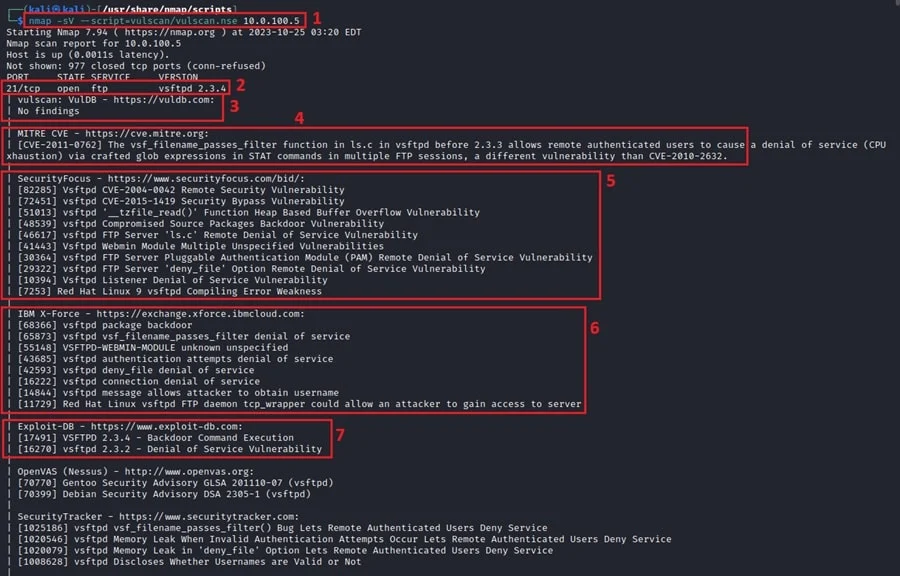 (kali㉿kali)-[/usr/share/nmap/scripts]
$ nmap -sV --script=vulscan/vulscan.nse 10.0.100.5 1
Starting Nmap 7.94 ( https://nmap.org ) at 2023-10-25 03:20 EDT
Nmap scan report for 10.0.100.5
Host is up (0.0011s latency).
Not shown: 977 closed tcp ports (conn-refused)
PORT STATE SERVICE VERSION
21/tcp open ftp vsftpd 2.3.4 2
| vulscan: VulDB - https://vuldb.com: 3
| No findings
|
4
| MITRE CVE - https://cve.mitre.org:
| [CVE-2011-0762] The vsf_filename_passes_filter function in ls.c in vsftpd before 2.3.3 allows remote authenticated users to cause a denial of service (CPU
xhaustion) via crafted glob expressions in STAT commands in multiple FTP sessions, a different vulnerability than CVE-2010-2632.
|
| SecurityFocus - https://www.securityfocus.com/bid/: 5
| [82285] Vsftpd CVE-2004-0042 Remote Security Vulnerability
| [72451] vsftpd CVE-2015-1419 Security Bypass Vulnerability
| [51013] vsftpd '__tzfile_read()' Function Heap Based Buffer Overflow Vulnerability
| [48539] vsftpd Compromised Source Packages Backdoor Vulnerability
| [46617] vsftpd FTP Server 'ls.c' Remote Denial of Service Vulnerability
| [41443] Vsftpd Webmin Module Multiple Unspecified Vulnerabilities
| [30364] vsftpd FTP Server Pluggable Authentication Module (PAM) Remote Denial of Service Vulnerability
| [29322] vsftpd FTP Server 'deny_file' Option Remote Denial of Service Vulnerability
| [10394] Vsftpd Listener Denial of Service Vulnerability
| [7253] Red Hat Linux 9 vsftpd Compiling Error Weakness
|
| IBM X-Force - https://exchange.xforce.ibmcloud.com:
| [68366] vsftpd package backdoor 6
| [65873] vsftpd vsf_filename_passes_filter denial of service
| [55148] VSFTPD-WEBMIN-MODULE unknown unspecified
| [43685] vsftpd authentication attempts denial of service
| [42593] vsftpd deny_file denial of service
| [16222] vsftpd connection denial of service
| [14844] vsftpd message allows attacker to obtain username
| [11729] Red Hat Linux vsftpd FTP daemon tcp_wrapper could allow an attacker to gain access to server
|
| Exploit-DB - https://www.exploit-db.com:
| [17491] VSFTPD 2.3.4 - Backdoor Command Execution 7
| [16270] vsftpd 2.3.2 - Denial of Service Vulnerability
|
| OpenVAS (Nessus) - http://www.openvas.org:
| [70770] Gentoo Security Advisory GLSA 201110-07 (vsftpd)
| [70399] Debian Security Advisory DSA 2305-1 (vsftpd)
|
| SecurityTracker - https://www.securitytracker.com:
| [1025186] vsftpd vsf_filename_passes_filter() Bug Lets Remote Authenticated Users Deny Service
| [1020546] vsftpd Memory Leak When Invalid Authentication Attempts Occur Lets Remote Authenticated Users Deny Service
| [1020079] vsftpd Memory Leak in 'deny_file' Option Lets Remote Authenticated Users Deny Service
| [1008628] vsftpd Discloses Whether Usernames are Valid or Not
|